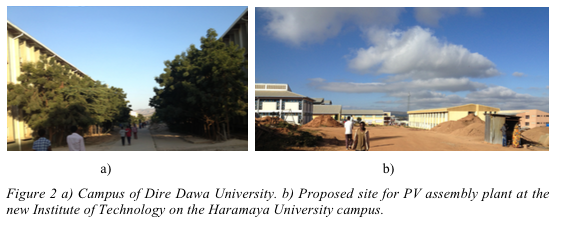 a)
b)
Figure 2 a) Campus of Dire Dawa University. b) Proposed site for PV assembly plant at the
new Institute of Technology on the Haramaya University campus.